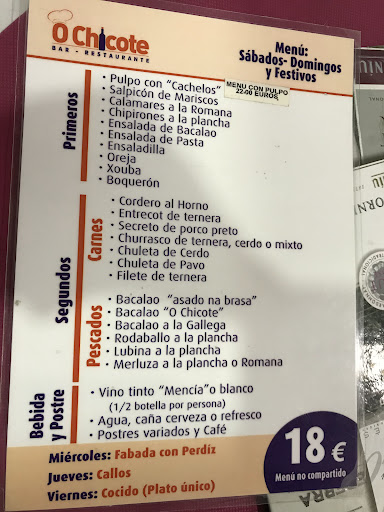 O Chicote
BAR - RESTAURANTE
Menú:
Sábados- Domingos
y Festivos
Primeros
· Pulpo con "Cachelos"
MENU CON PULPO
22.00 EUROS
· Salpicón de Mariscos
· Calamares a la Romana
· Chipirones a la plancha
· Ensalada de Bacalao
· Ensalada de Pasta
· Ensaladilla
· Oreja
· Xouba
· Boquerón
Segundos
Carnes
· Cordero al Horno
· Entrecot de ternera
· Secreto de porco preto
· Churrasco de ternera, cerdo o mixto
· Chuleta de Cerdo
· Chuleta de Pavo
· Filete de ternera
Pescados
· Bacalao "asado na brasa"
· Bacalao "O Chicote"
· Bacalao a la Gallega
· Rodaballo a la plancha
· Lubina a la plancha
· Merluza a la plancha o Romana
Bebida
y Postre
· Vino tinto "Mencía"o blanco
(1/2 botella por persona)
· Agua, caña cerveza o refresco
· Postres variados y Café
Miércoles: Fabada con Perdíz
Jueves: Callos
Viernes: Cocido (Plato único)
18 €
Menú no compartido